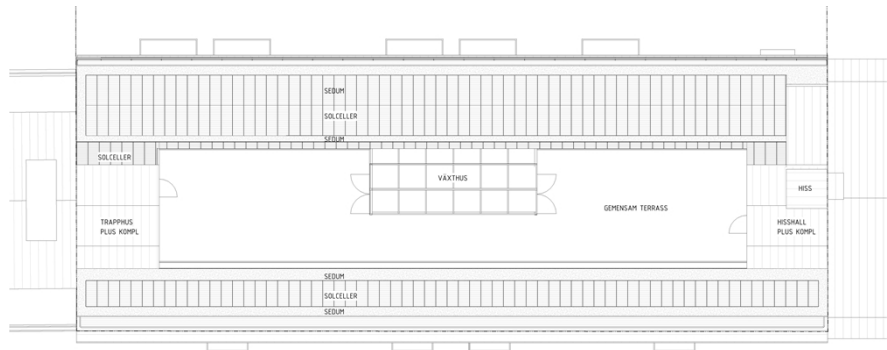 SEDUM
SOLCELLER
SEDUM
SOLCELLER
VÄXTHUS
HISS
GEMENSAM TERRASS
TRAPPHUS
PLUS KOMPL
HISSHALL
PLUS KOMPL
SEDUM
SOLCELLER
SEDUM